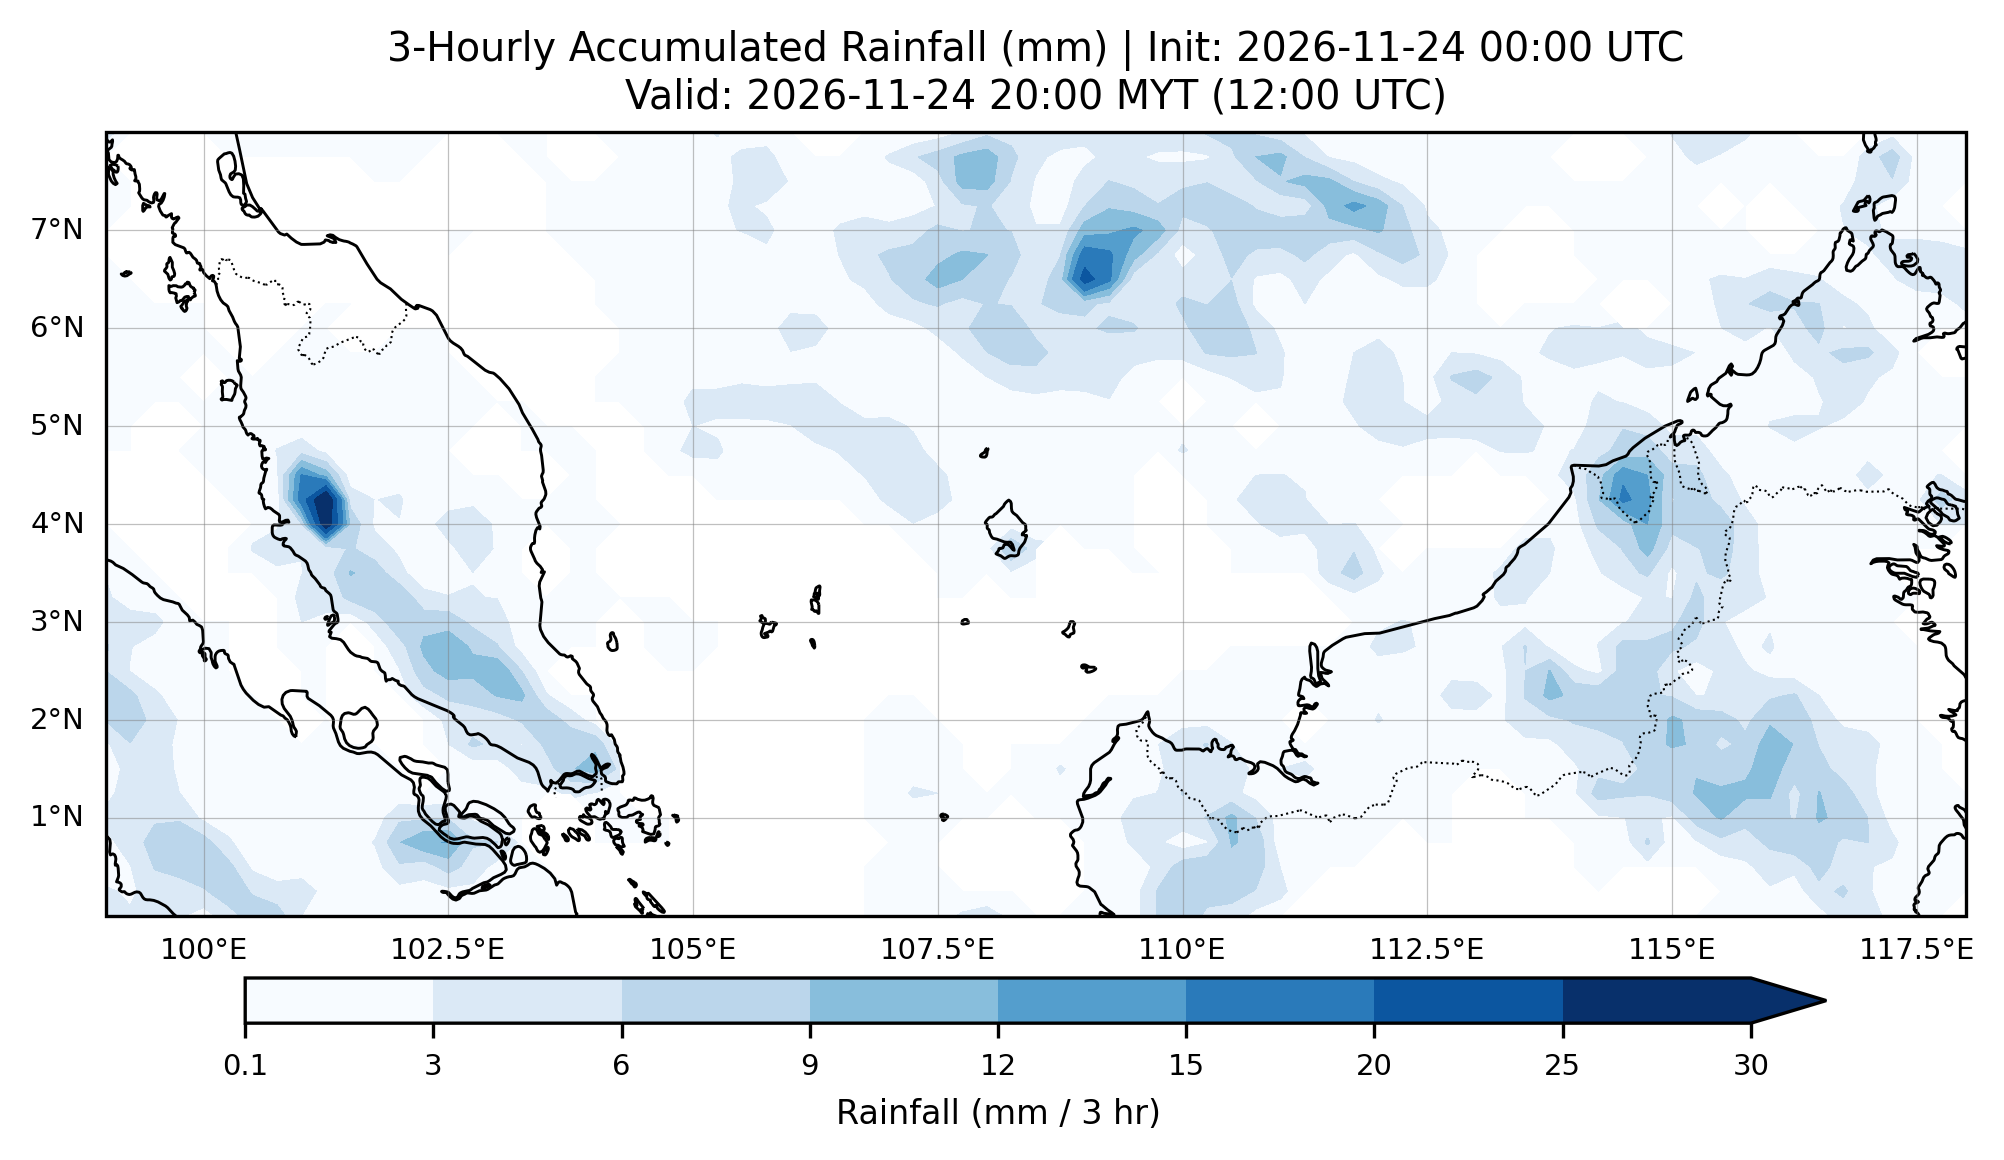 3-Hourly Accumulated Rainfall (mm) | Init: 2026-11-24 00:00 UTC
Valid: 2026-11-24 20:00 MYT (12:00 UTC)
7°N
6°N
5°N
4°N
3°N
2°N
1°N
100°E 102.5°E 105°E 107.5°E 110°E 112.5°E 115°E 117.5°E
0.1 3 6 9 12 15 20 25 30
Rainfall (mm / 3 hr)